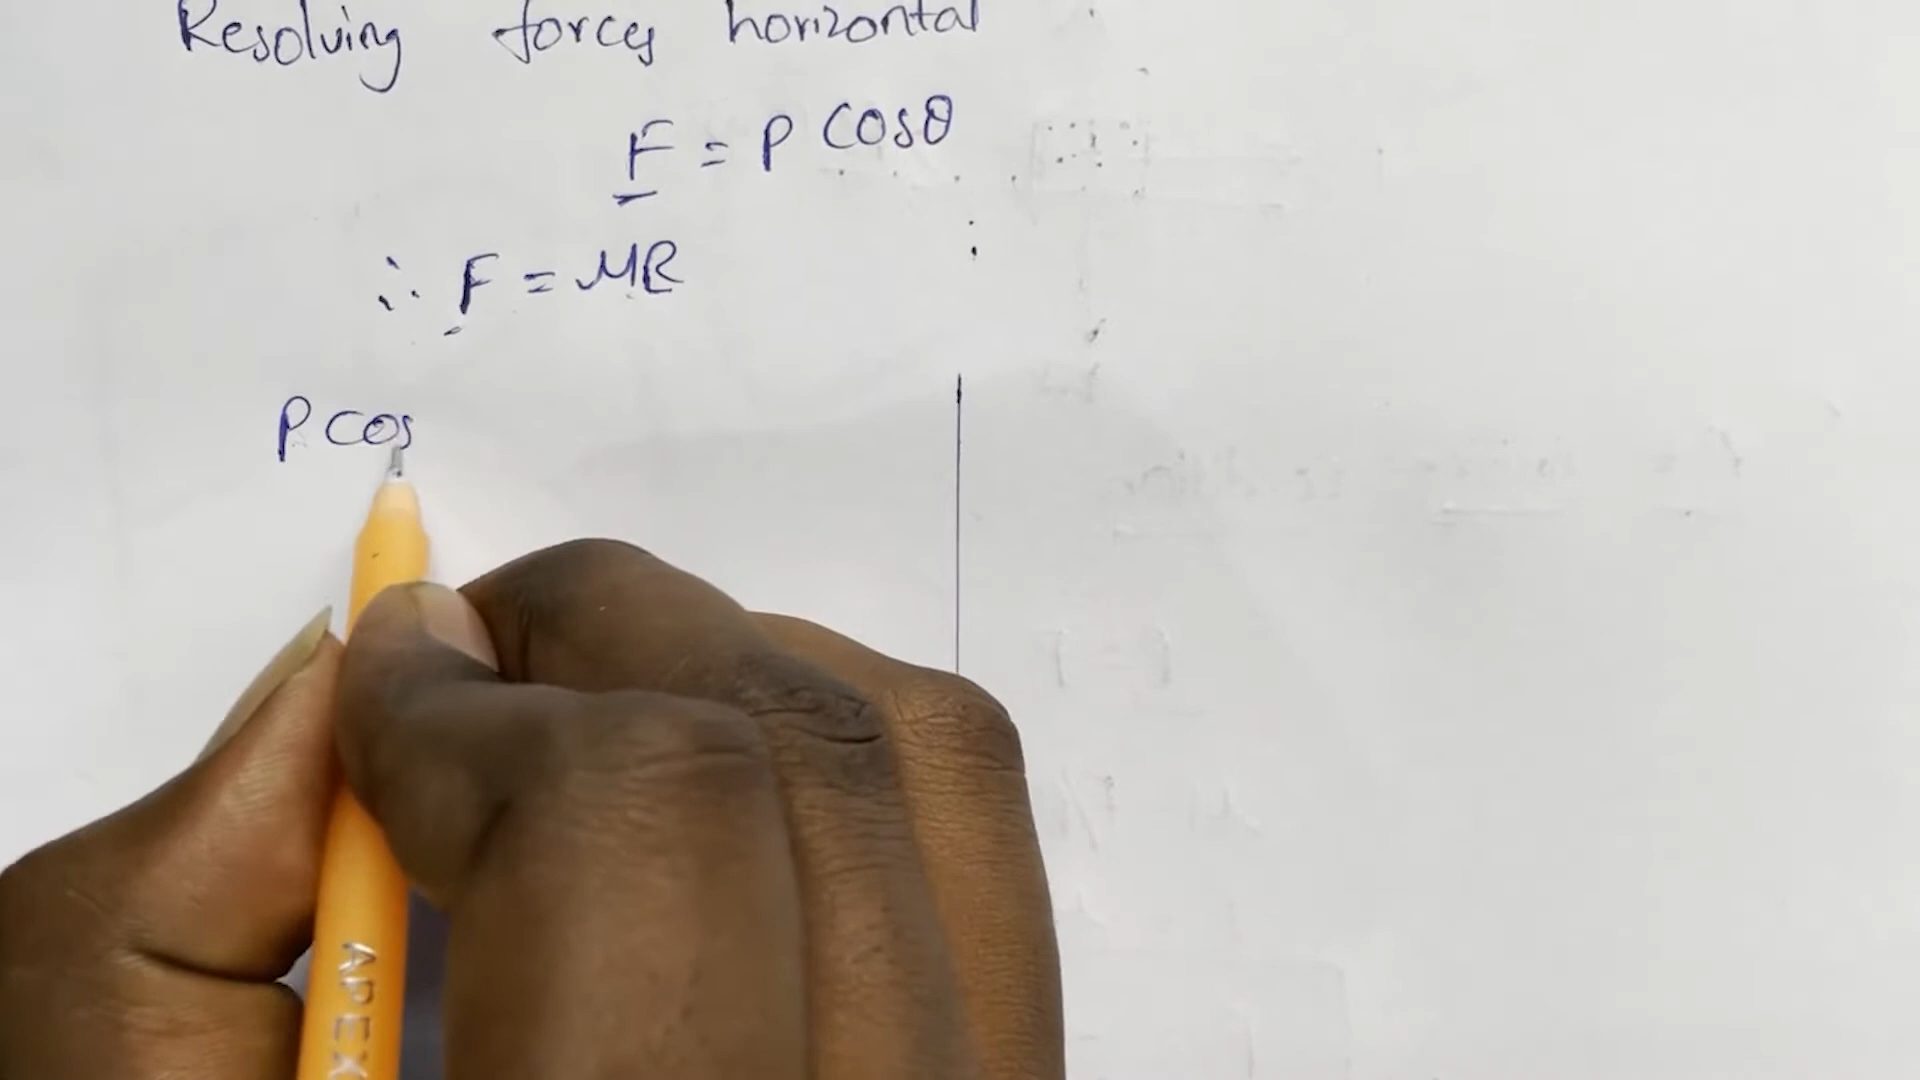 Resolving forces horizontal
F = P cosθ
∴ F = μR
P cos
APEX